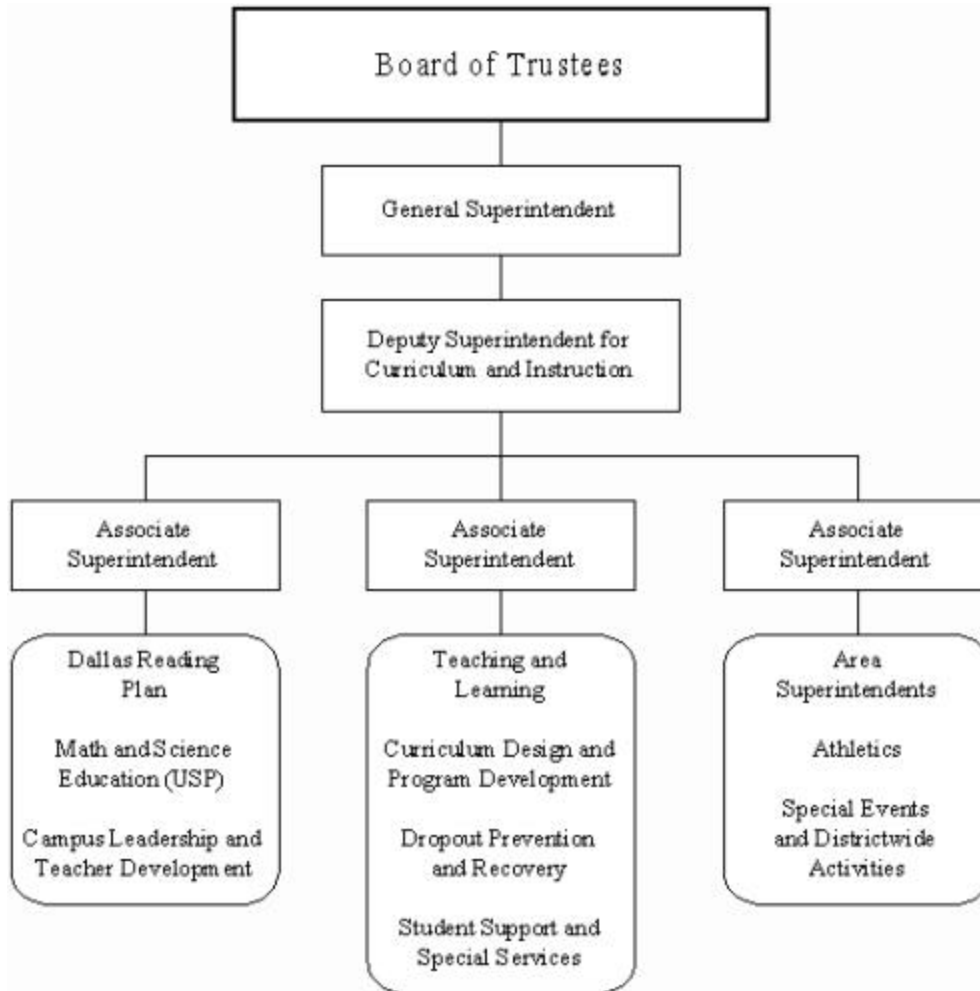 Board of Trustees
General Superintendent
Deputy Superintendent for
Curriculum and Instruction
Associate
Superintendent
Dallas Reading
Plan
Math and Science
Education (USP)
Campus Leadership and
Teacher Development
Associate
Superintendent
Teaching and
Learning
Curriculum Design and
Program Development
Dropout Prevention
and Recovery
Student Support and
Special Services
Associate
Superintendent
Area
Superintendents
Athletics
Special Events
and Districtwide
Activities